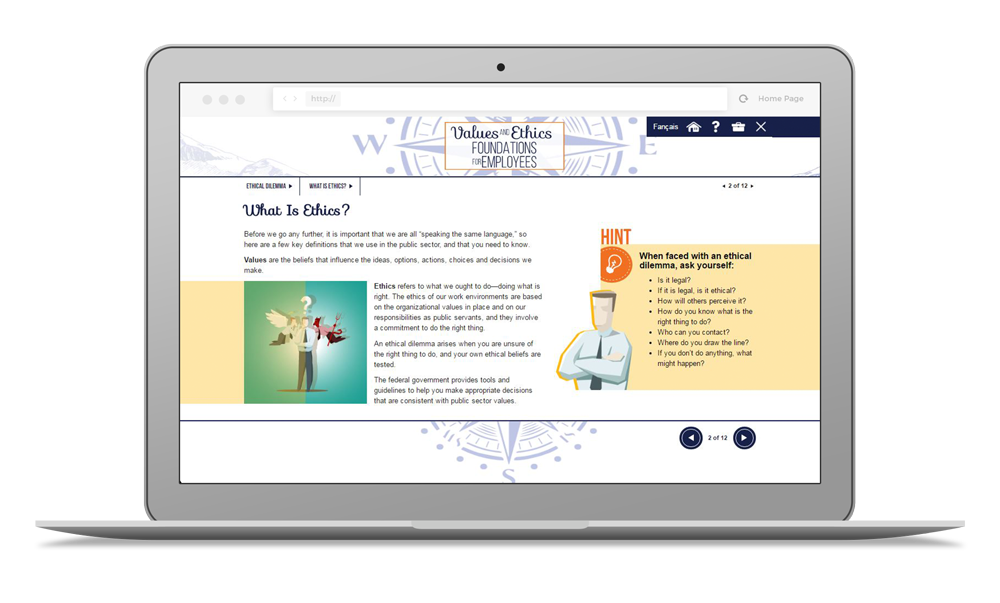 http://
Home Page
W
E
Values AND Ethics
FOUNDATIONS
FOR EMPLOYEES
Fançais ?
ETHICAL DILEMMA
WHAT IS ETHICS?
2 of 12
What Is Ethics?
Before we go any further, it is important that we are all “speaking the same language,” so
here are a few key definitions that we use in the public sector, and that you need to know.
Values are the beliefs that influence the ideas, options, actions, choices and decisions we
make.
?
Ethics refers to what we ought to do—doing what is
right. The ethics of our work environments are based
on the organizational values in place and on our
responsibilities as public servants, and they involve
a commitment to do the right thing.
An ethical dilemma arises when you are unsure of
the right thing to do, and your own ethical beliefs are
tested.
The federal government provides tools and
guidelines to help you make appropriate decisions
that are consistent with public sector values.
HINT
When faced with an ethical
dilemma, ask yourself:
• Is it legal?
• If it is legal, is it ethical?
• How will others perceive it?
• How do you know what is the
right thing to do?
• Who can you contact?
• Where do you draw the line?
• If you don’t do anything, what
might happen?
2 of 12
S